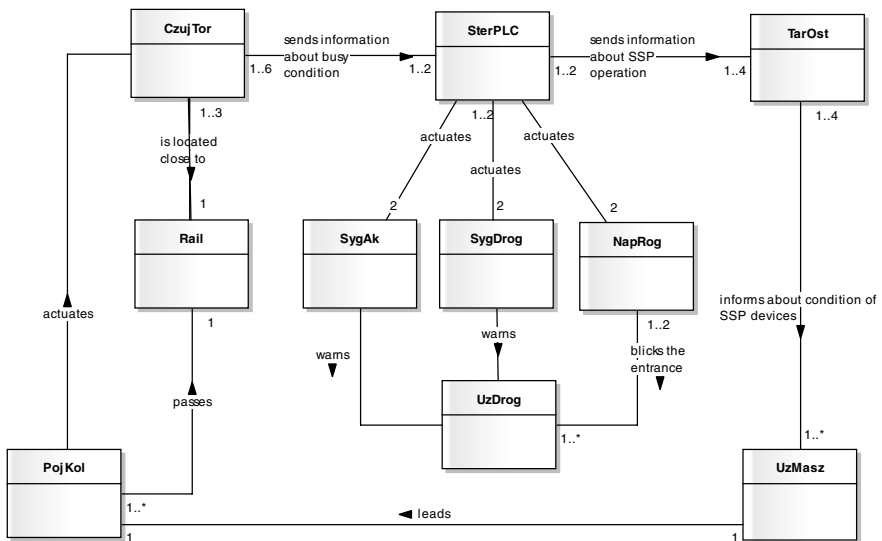 CzujTor
SterPLC
TarOst
sends information
about busy
condition
sends information
about SSP
operation
1..6
1..2
1..2
1..4
1..3
1..2
1..4
is located
close to
actuates
actuates
actuates
1
2
2
2
Rail
SygAk
SygDrog
NapRog
actuates
1
1..2
informs about condition of
SSP devices
warns
warns
blicks the
entrance
passes
UzDrog
1..*
1..*
PojKol
UzMasz
1..*
leads
1
1